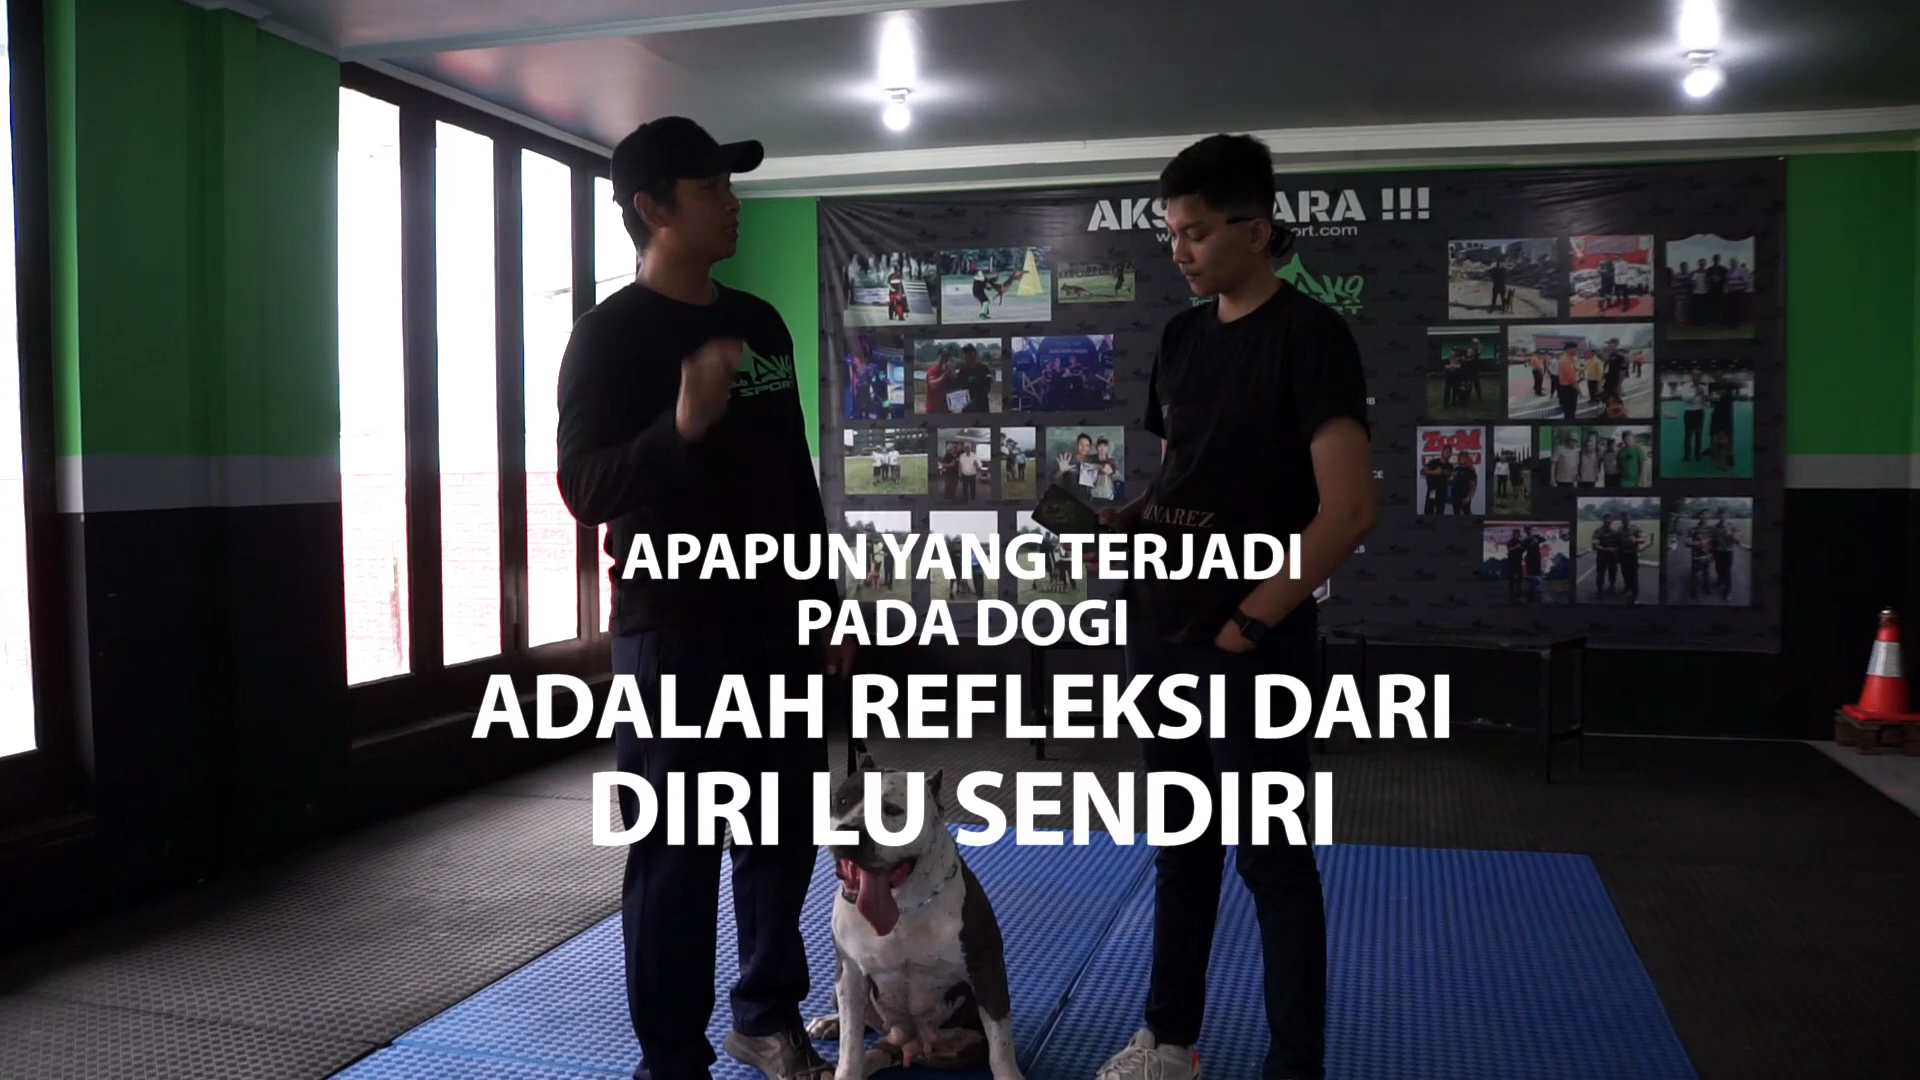 !!!
APAPUN YANG TERJADI
PADA DOGI
ADALAH REFLEKSI DARI
DIRI LU SENDIRI